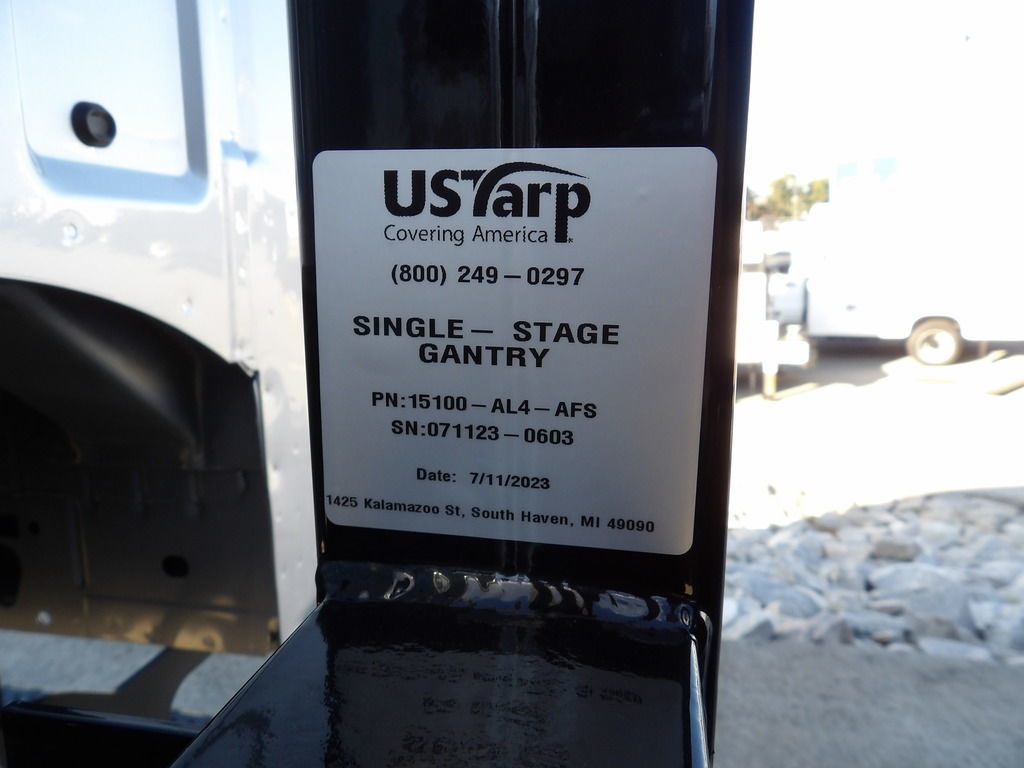 USTarp
Covering America
(800) 249-0297
SINGLE- STAGE
GANTRY
PN:15100-AL4-AFS
SN:071123-0603
Date: 7/11/2023
1425 Kalamazoo St, South Haven, MI 49090